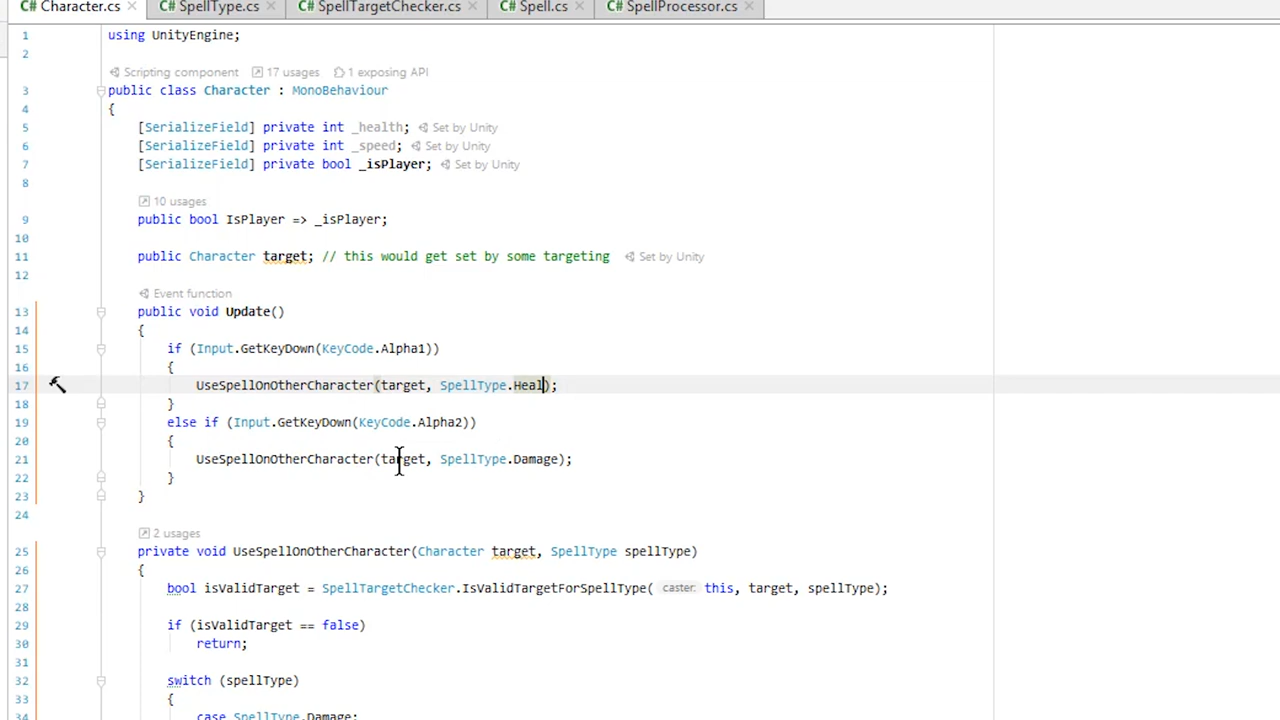 C# Character.cs × C# SpellType.cs × C# SpellTargetChecker.cs × C# Spell.cs × C# SpellProcessor.cs ×
1 using UnityEngine;
2
Scripting component 17 usages 1 exposing API
3 public class Character : MonoBehaviour
4 {
5 [SerializeField] private int _health; Set by Unity
6 [SerializeField] private int _speed; Set by Unity
7 [SerializeField] private bool _isPlayer; Set by Unity
8
10 usages
9 public bool IsPlayer => _isPlayer;
10
11 public Character target; // this would get set by some targeting Set by Unity
12
Event function
13 public void Update()
14 {
15 if (Input.GetKeyDown(KeyCode.Alpha1))
16 {
17 UseSpellOnOtherCharacter(target, SpellType.Heal);
18 }
19 else if (Input.GetKeyDown(KeyCode.Alpha2))
20 {
21 UseSpellOnOtherCharacter(target, SpellType.Damage);
22 }
23 }
24
2 usages
25 private void UseSpellOnOtherCharacter(Character target, SpellType spellType)
26 {
27 bool isValidTarget = SpellTargetChecker.IsValidTargetForSpellType( caster: this, target, spellType);
28
29 if (isValidTarget == false)
30 return;
31
32 switch (spellType)
33 {
34 case SpellType.Damage: